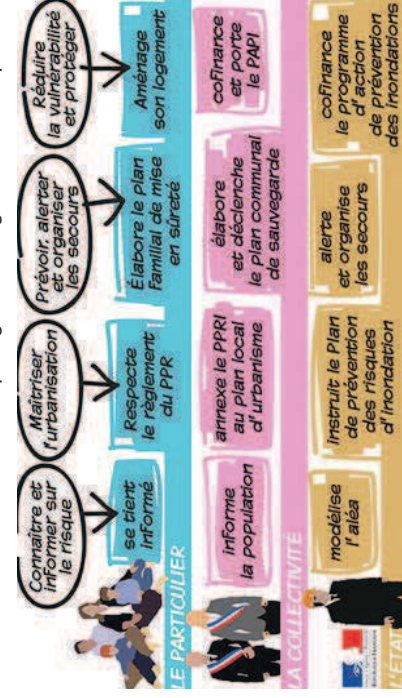 Connaître et
informer sur
le risque
Maîtriser
l'urbanisation
Prévoir, alerter
et organiser
les secours
Réduire
la vulnérabilité
et protéger
LE PARTICULIER
se tient
informé
Respecte
le règlement
du PPR
Élabore le plan
familial de mise
en sûreté
Aménage
son logement
LA COLLECTIVITÉ
informe
la population
annexe le PPRI
au plan local
d'urbanisme
élabore
et déclenche
le plan communal
de sauvegarde
cofinance
et porte
le PAPI
L'ÉTAT
modélise
l'aléa
instruit le Plan
de prévention
des risques
d'inondation
alerte
et organise
les secours
cofinance
le programme
d'action
de prévention
des inondations